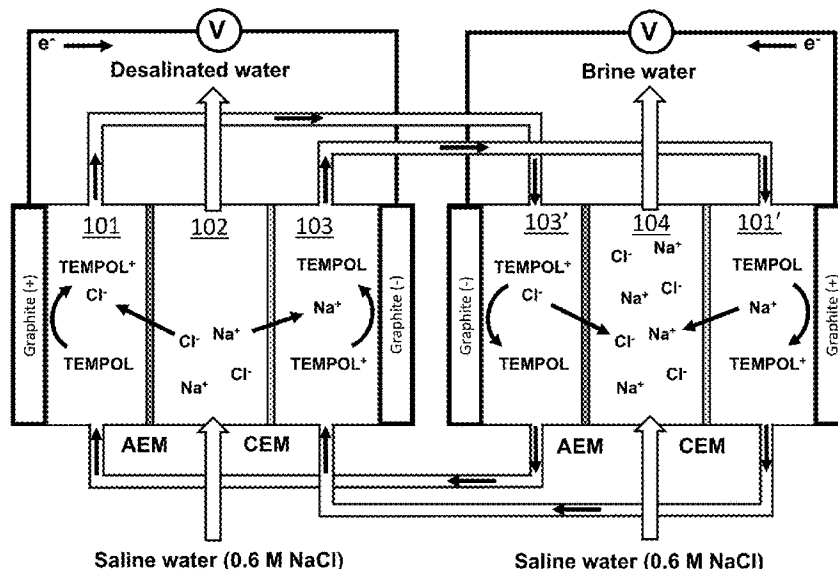 e-
V
V
e-
Desalinated water
Brine water
101
102
103
103'
104
101'
Graphite (+)
TEMPOL+
Cl-
TEMPOL
Cl-
Na+
Na+
Cl-
TEMPOL
Na+
TEMPOL+
Graphite (-)
Graphite (-)
TEMPOL+
Cl-
TEMPOL
Cl-
Na+
Na+
Cl-
Cl-
Na+
Na+
Cl-
TEMPOL
Na+
TEMPOL+
Graphite (+)
AEM
CEM
AEM
CEM
Saline water (0.6 M NaCl)
Saline water (0.6 M NaCl)